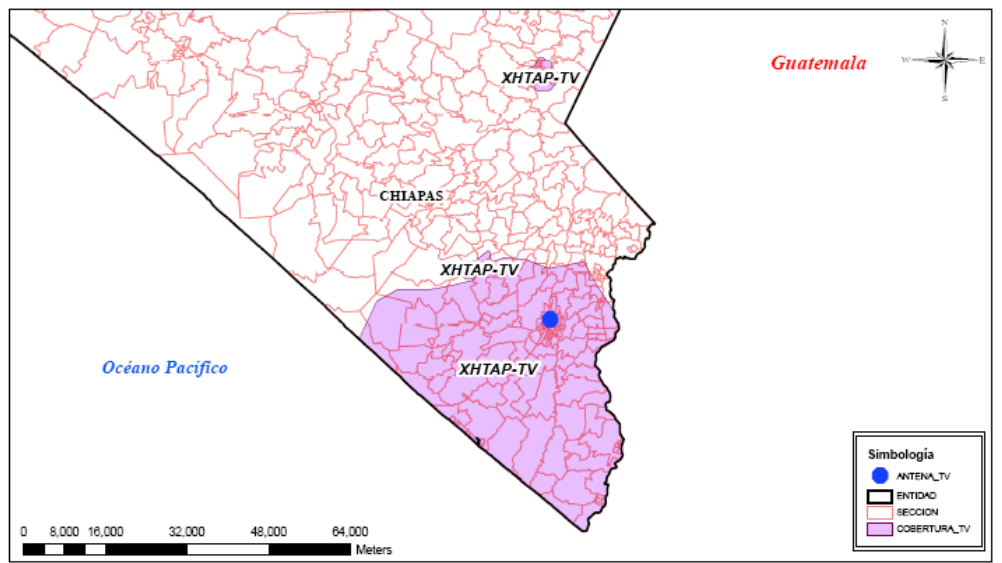 N
W
E
S
Guatemala
XHTAP-TV
CHIAPAS
XHTAP-TV
XHTAP-TV
Océano Pacífico
Simbología
ANTENA_TV
ENTIDAD
SECCION
COBERTURA_TV
0 8,000 16,000 32,000 48,000 64,000
Meters